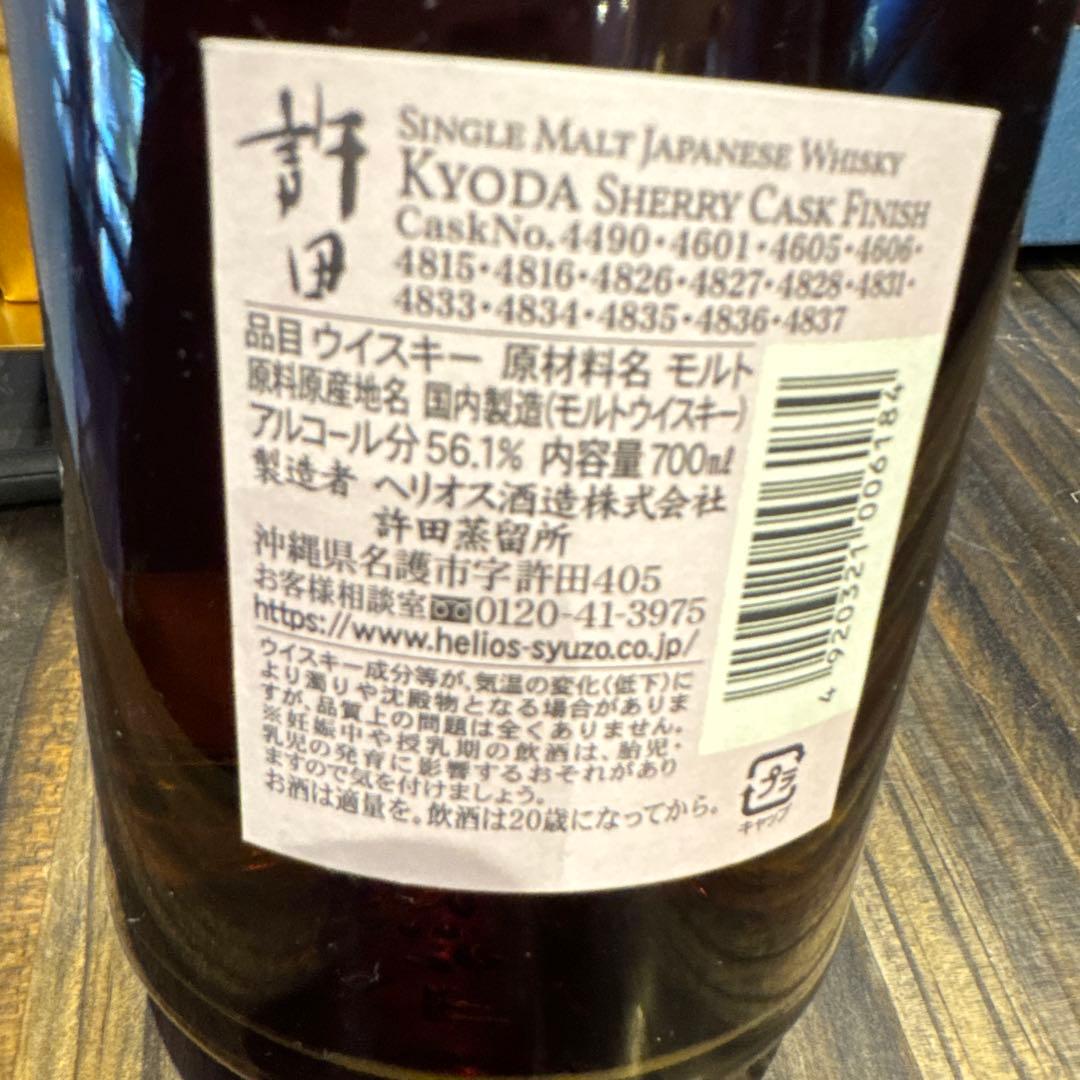 許田
SINGLE MALT JAPANESE WHISKY
KYODA SHERRY CASK FINISH
CaskNo.4490・4601・4605・4606・
4815・4816・4826・4827・4828・4831・
4833・4834・4835・4836・4837
品目 ウイスキー 原材料名 モルト
原料原産地名 国内製造(モルトウイスキー)
アルコール分 56.1% 内容量 700㎖
製造者 ヘリオス酒造株式会社
許田蒸留所
沖縄県名護市字許田405
お客様相談室 0120-41-3975
https://www.helios-syuzo.co.jp/
ウイスキー成分等が、気温の変化(低下)に
より濁りや沈殿物となる場合がありま
すが、品質上の問題は全くありません。
※妊娠中や授乳期の飲酒は、胎児・
乳児の発育に影響するおそれがあり
ますので気を付けましょう。
お酒は適量を。飲酒は20歳になってから。
4 920321 006184
プラ
キャップ